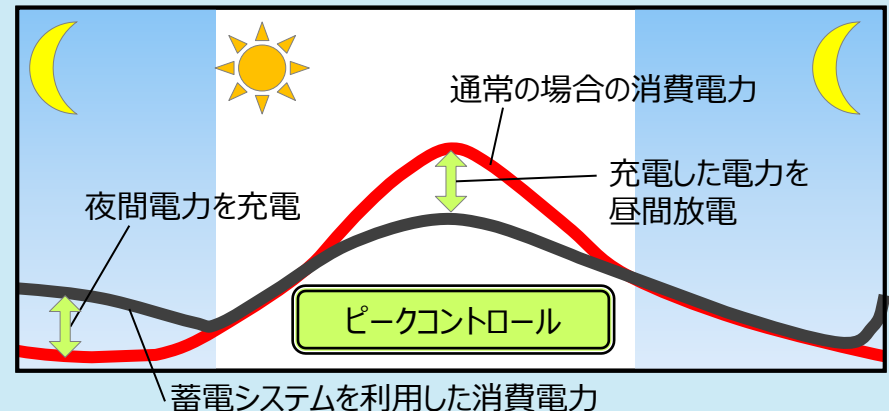 通常の場合の消費電力
充電した電力を
昼間放電
夜間電力を充電
ピークコントロール
蓄電システムを利用した消費電力